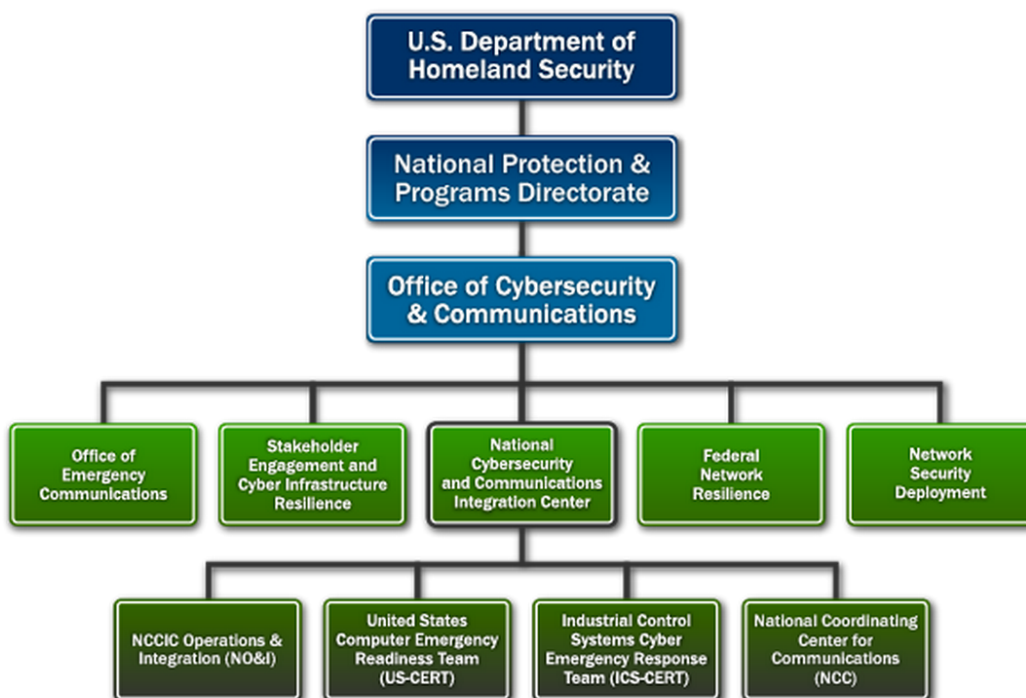 U.S. Department of
Homeland Security
National Protection &
Programs Directorate
Office of Cybersecurity
& Communications
Office of
Emergency
Communications
Stakeholder
Engagement and
Cyber Infrastructure
Resilience
National
Cybersecurity
and Communications
Integration Center
Federal
Network
Resilience
Network
Security
Deployment
NCCIC Operations &
Integration (NO&I)
United States
Computer Emergency
Readiness Team
(US-CERT)
Industrial Control
Systems Cyber
Emergency Response
Team (ICS-CERT)
National Coordinating
Center for
Communications
(NCC)